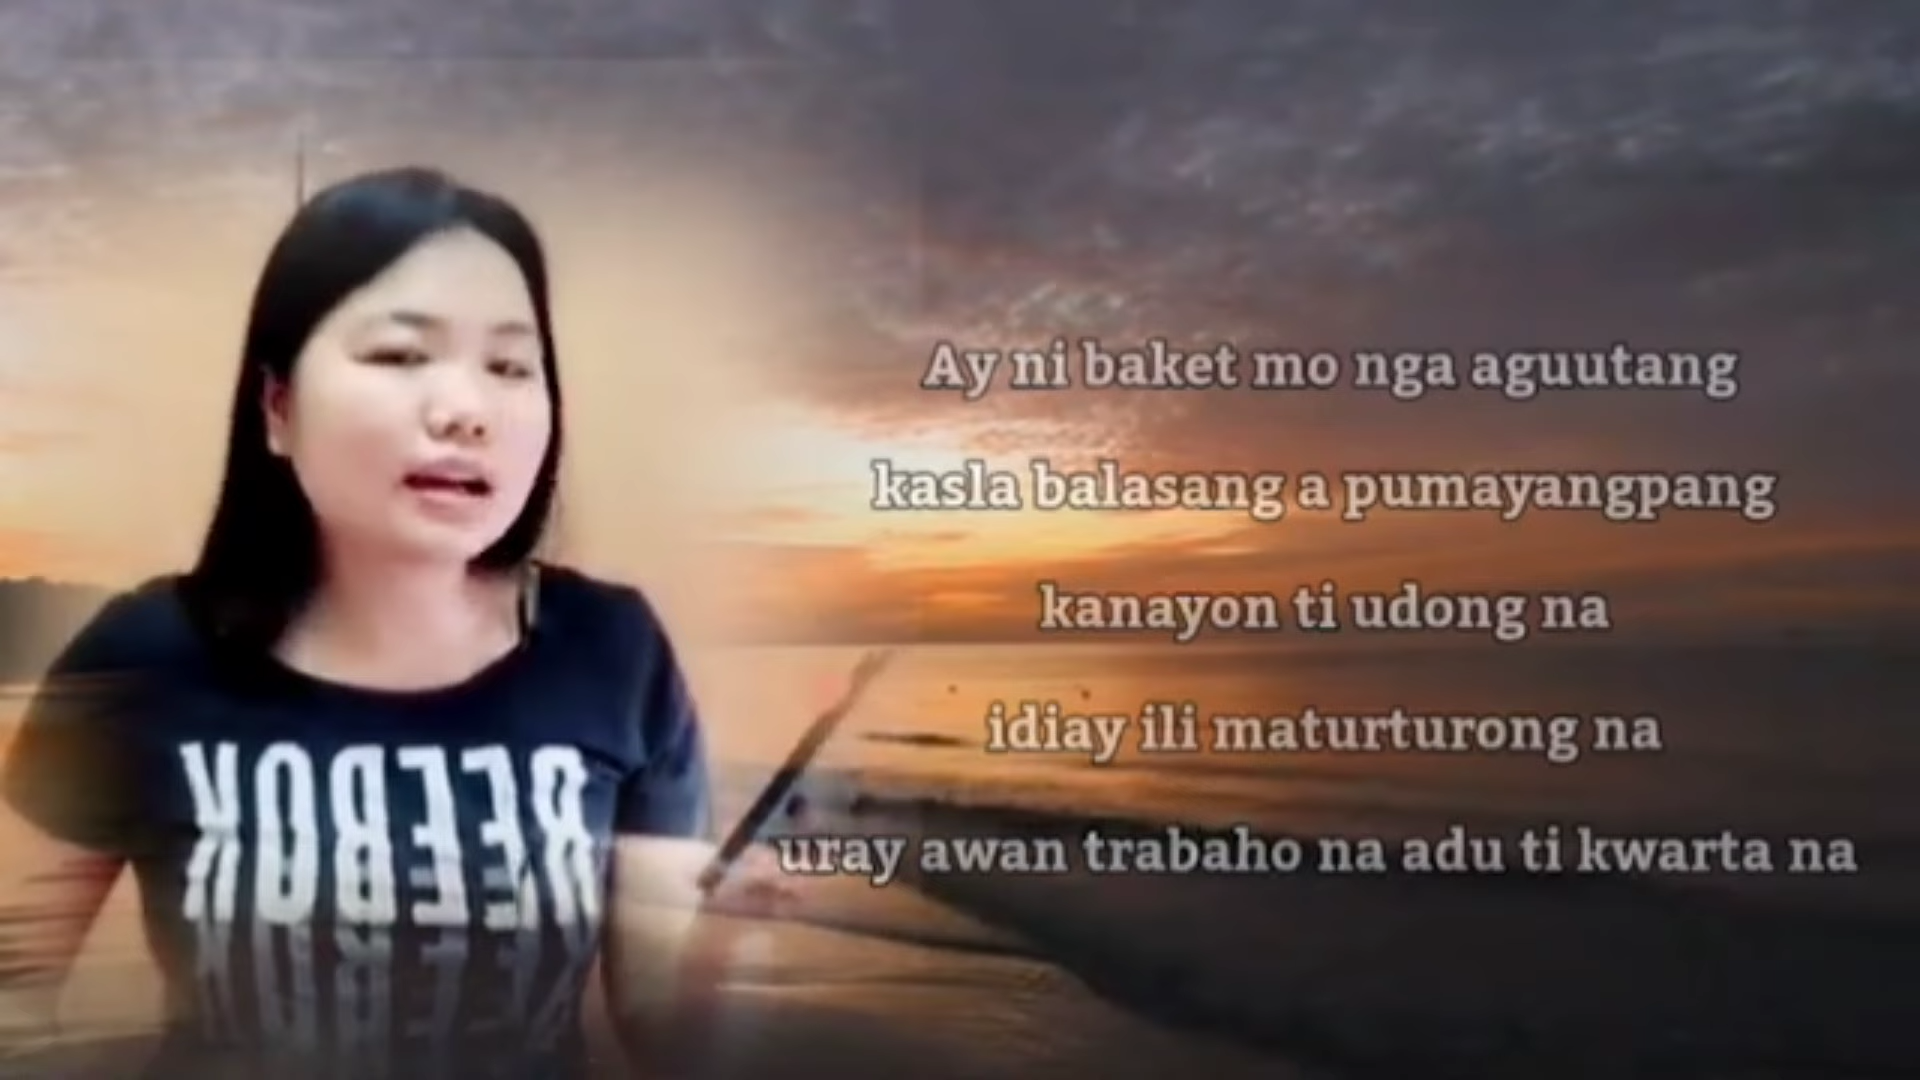 Ay ni baket mo nga aguutang
kasla balasang a pumayangpang
kanayon ti udong na
idiay ili maturturong na
uray awan trabaho na adu ti kwarta na
REEBOK